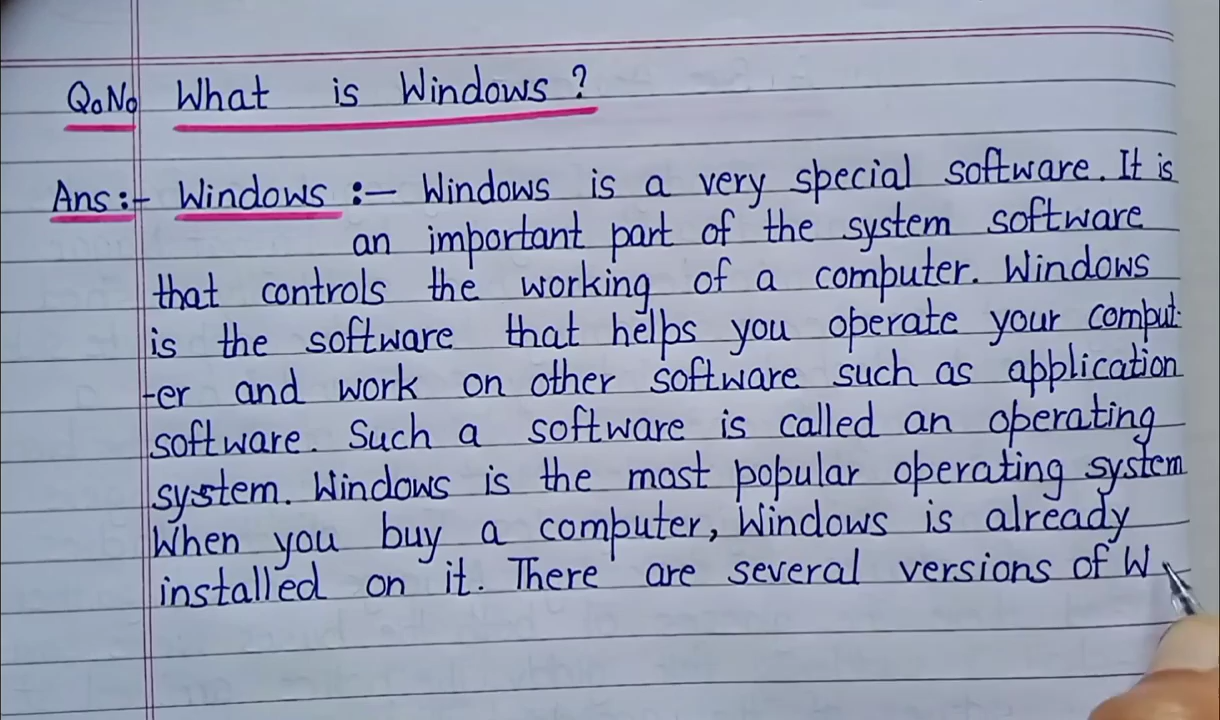 Q.No What is Windows?
Ans:- Windows :- Windows is a very special software. It is
an important part of the system software
that controls the working of a computer. Windows
is the software that helps you operate your comput-
-er and work on other software such as application
software. Such a software is called an operating
system. Windows is the most popular operating system
When you buy a computer, Windows is already
installed on it. There are several versions of W